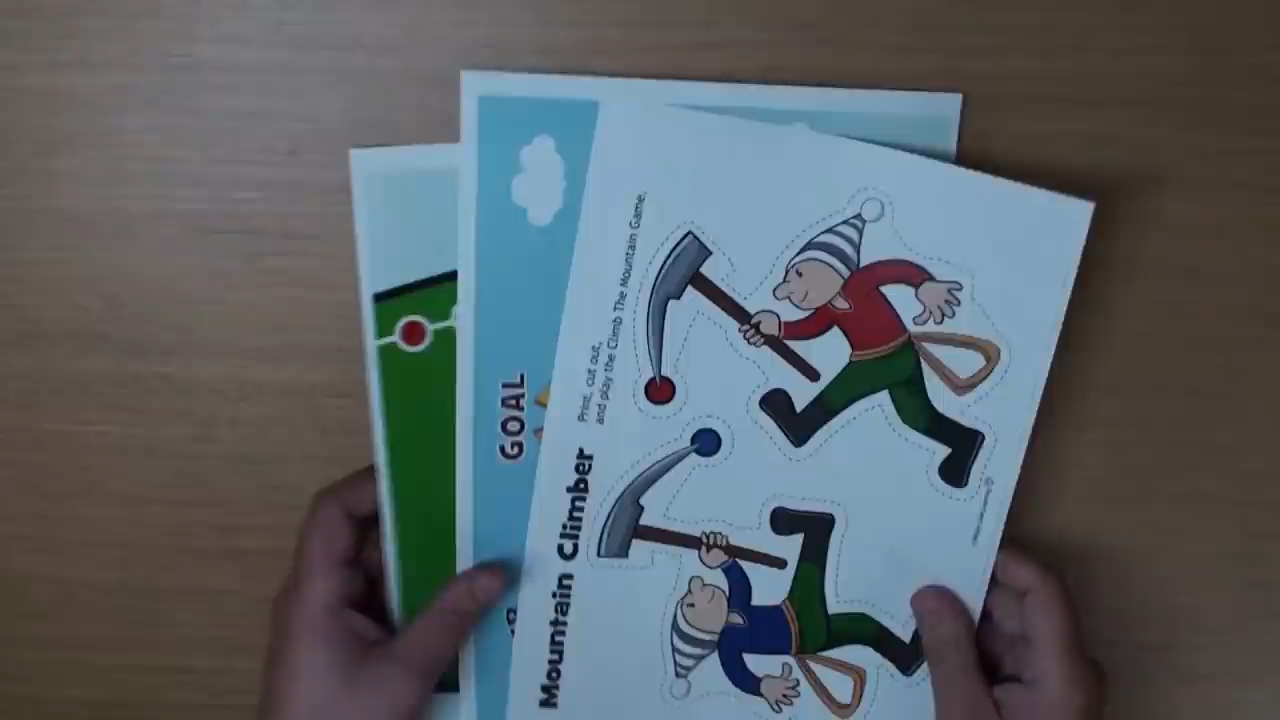 Mountain Climber
Print, cut out,
and play the Climb The Mountain Game.
GOAL